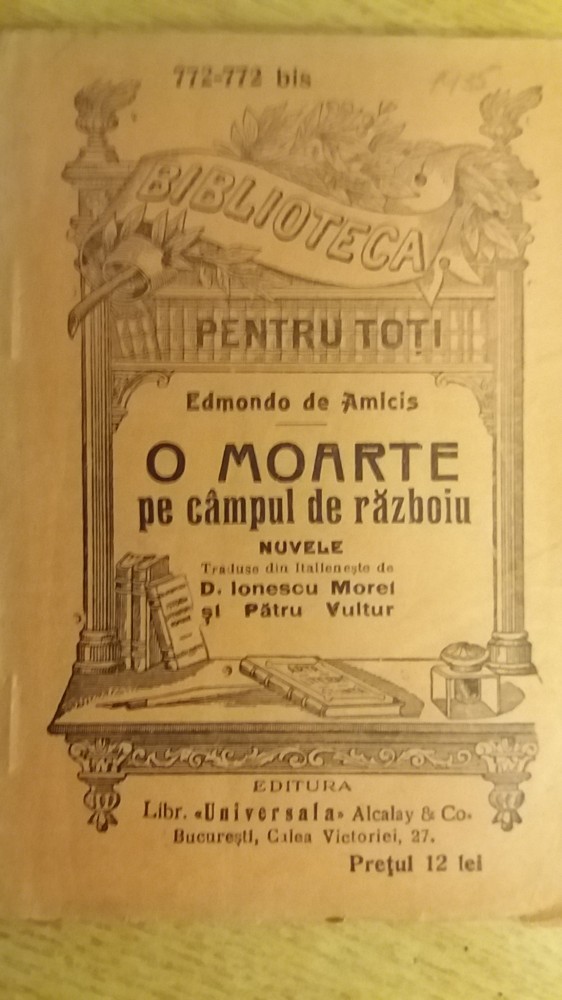 772-772 bis
BIBLIOTECA
PENTRU TOȚI
Edmondo de Amicis
O MOARTE
pe câmpul de războiu
NUVELE
Traduse din Italienește de
D. Ionescu Morel
și Pătru Vultur
EDITURA
Libr. «Universala» Alcalay & Co.
București, Calea Victoriei, 27.
Prețul 12 lei